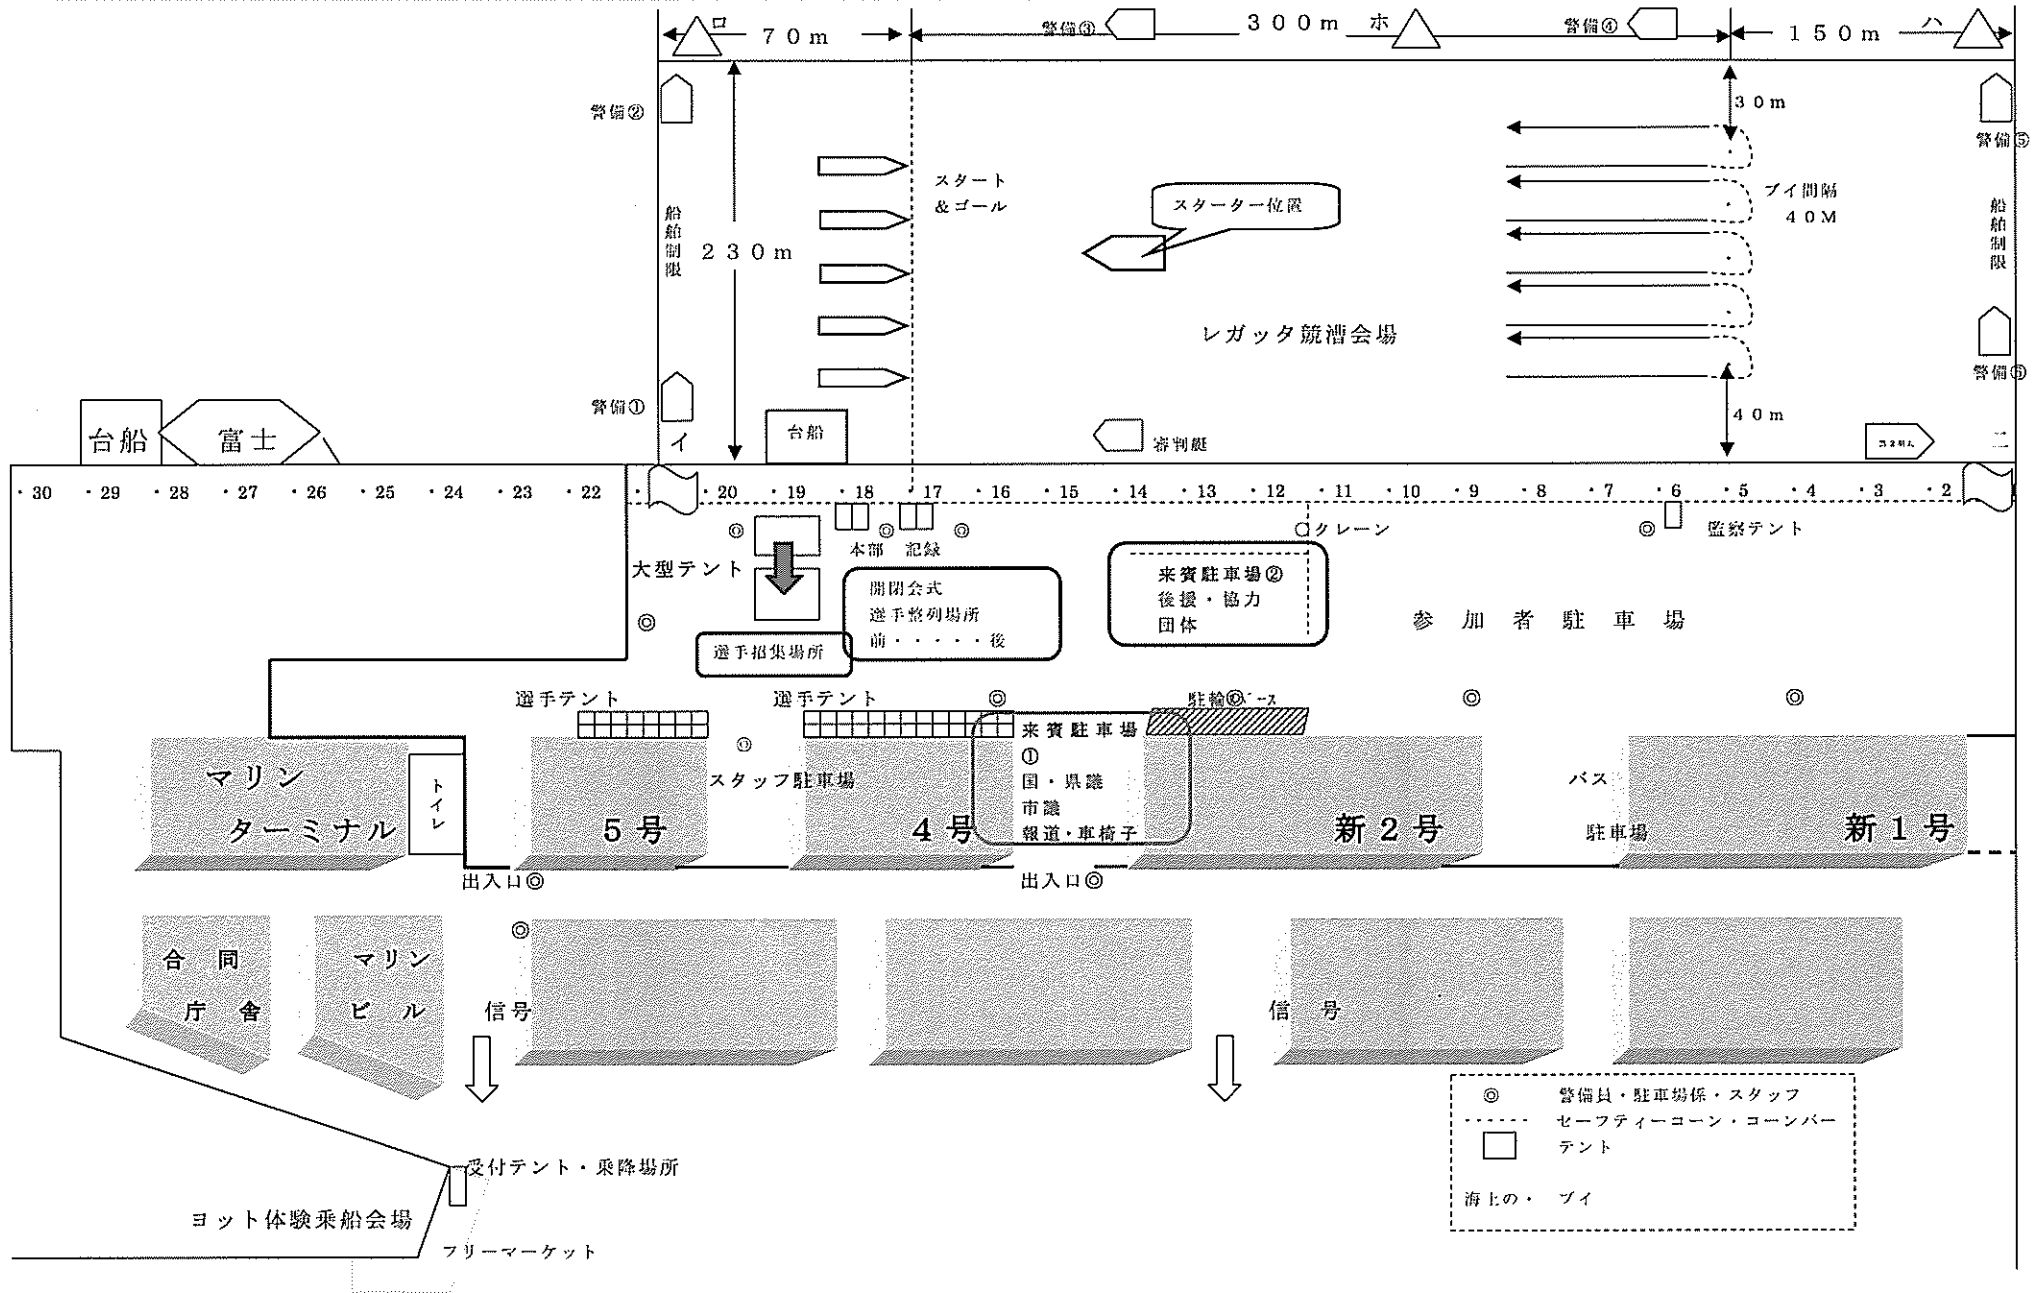 ロ
70m
警備③
300m
ホ
警備④
150m
ハ
警備②
30m
警備⑤
スタート
&ゴール
スターター位置
ブイ間隔
40M
船舶制限
230m
船舶制限
レガッタ競漕会場
警備①
警備⑥
40m
台船
富士
イ
台船
審判艇
ニ
・30 ・29 ・28 ・27 ・26 ・25 ・24 ・23 ・22 ・ ・20 ・19 ・18 ・17 ・16 ・15 ・14 ・13 ・12 ・11 ・10 ・9 ・8 ・7 ・6 ・5 ・4 ・3 ・2
◎
◎
◎
クレーン
◎
監察テント
本部
記録
大型テント
来賓駐車場②
後援・協力
団体
開閉会式
選手整列場所
前・・・・・後
◎
参加者駐車場
選手招集場所
選手テント
選手テント
◎
◎
◎
◎
来賓駐車場
①
国・県議
市議
報道・車椅子
◎
スタッフ駐車場
マリン
ターミナル
トイレ
5号
4号
新2号
バス
駐車場
新1号
出入口◎
出入口◎
◎
合同
庁舎
マリン
ビル
信号
信号
◎ 警備員・駐車場係・スタッフ
セーフティーコーン・コーンバー
テント
海上の・ ブイ
受付テント・乗降場所
ヨット体験乗船会場
フリーマーケット